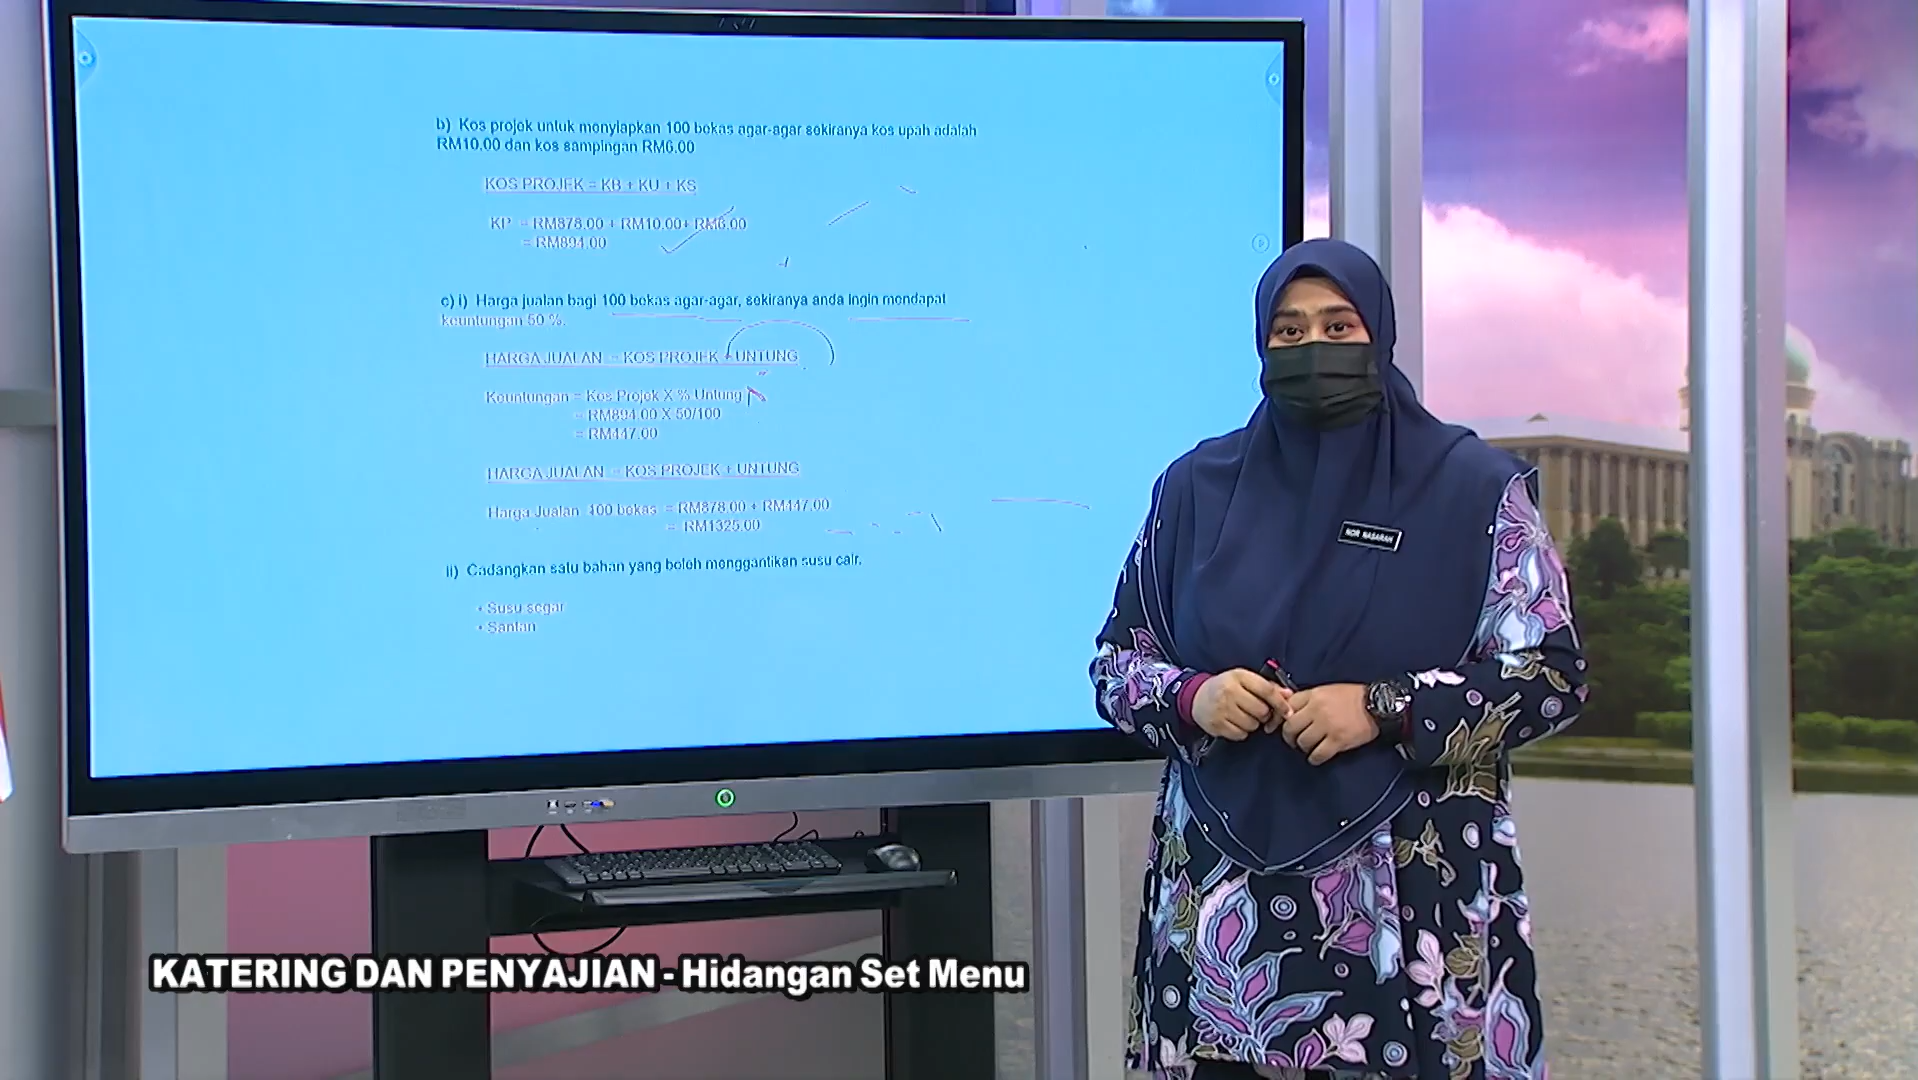 b) Kos projek untuk menyiapkan 100 bekas agar-agar sekiranya kos upah adalah
RM10.00 dan kos sampingan RM6.00
KOS PROJEK = KB + KU + KS
KP = RM878.00 + RM10.00+ RM6.00
= RM894.00
c) i) Harga jualan bagi 100 bekas agar-agar, sekiranya anda ingin mendapat
keuntungan 50 %.
HARGA JUALAN = KOS PROJEK + UNTUNG
Keuntungan = Kos Projek X % Untung
= RM894.00 X 50/100
= RM447.00
HARGA JUALAN = KOS PROJEK + UNTUNG
Harga Jualan 100 bekas = RM878.00 + RM447.00
= RM1325.00
ii) Cadangkan satu bahan yang boleh menggantikan susu cair.
• Susu segar
• Santan
NOR NASARAH
KATERING DAN PENYAJIAN - Hidangan Set Menu